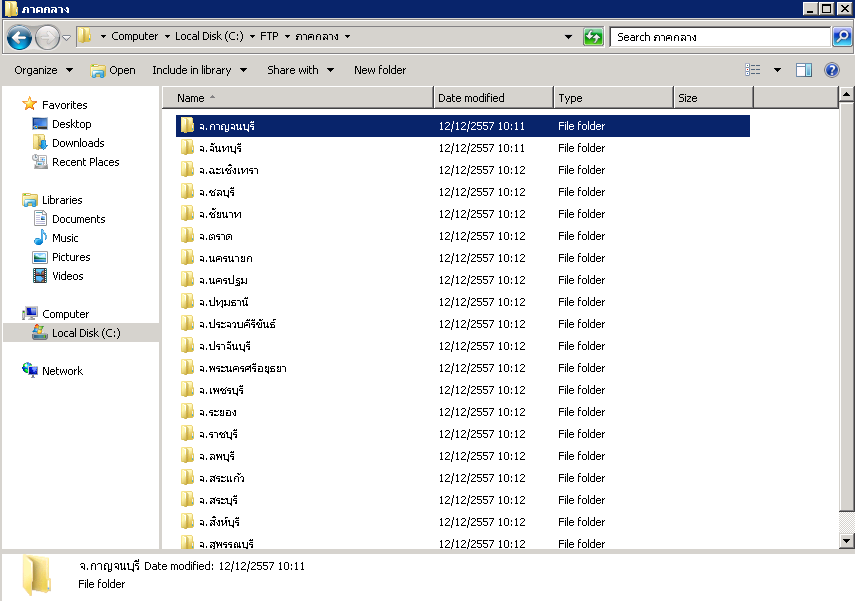 ภาคกลาง
Computer Local Disk (C:) FTP ภาคกลาง Search ภาคกลาง
Organize Open Include in library Share with New folder
Name Date modified Type Size
Favorites
Desktop
Downloads
Recent Places
Libraries
Documents
Music
Pictures
Videos
Computer
Local Disk (C:)
Network
จ.กาญจนบุรี 12/12/2557 10:11 File folder
จ.จันทบุรี 12/12/2557 10:11 File folder
จ.ฉะเชิงเทรา 12/12/2557 10:12 File folder
จ.ชลบุรี 12/12/2557 10:12 File folder
จ.ชัยนาท 12/12/2557 10:12 File folder
จ.ตราด 12/12/2557 10:12 File folder
จ.นครนายก 12/12/2557 10:12 File folder
จ.นครปฐม 12/12/2557 10:12 File folder
จ.ปทุมธานี 12/12/2557 10:12 File folder
จ.ประจวบคีรีขันธ์ 12/12/2557 10:12 File folder
จ.ปราจีนบุรี 12/12/2557 10:12 File folder
จ.พระนครศรีอยุธยา 12/12/2557 10:12 File folder
จ.เพชรบุรี 12/12/2557 10:12 File folder
จ.ระยอง 12/12/2557 10:12 File folder
จ.ราชบุรี 12/12/2557 10:12 File folder
จ.ลพบุรี 12/12/2557 10:12 File folder
จ.สระแก้ว 12/12/2557 10:12 File folder
จ.สระบุรี 12/12/2557 10:12 File folder
จ.สิงห์บุรี 12/12/2557 10:12 File folder
จ.สุพรรณบุรี 12/12/2557 10:12 File folder
จ.กาญจนบุรี Date modified: 12/12/2557 10:11
File folder